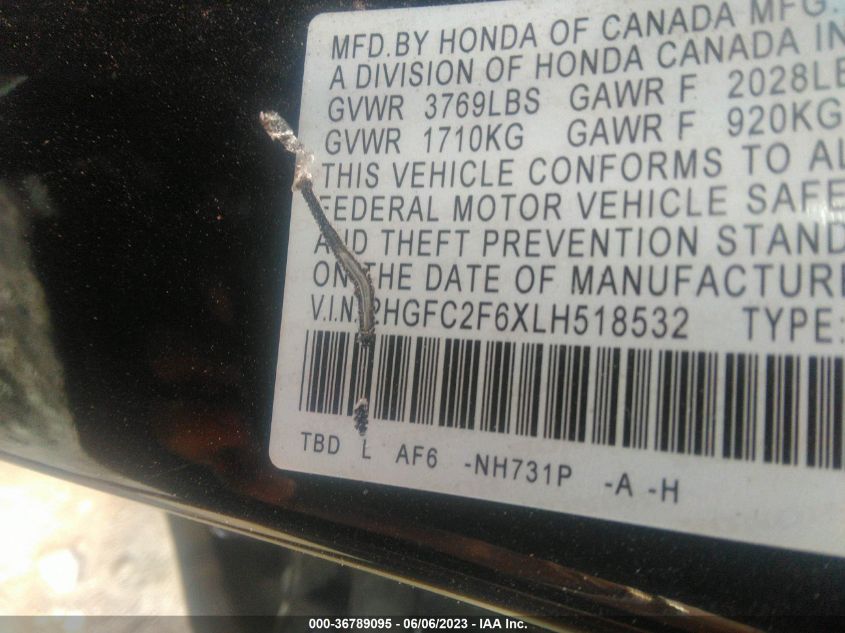 MFD.BY HONDA OF CANADA MFG.
A DIVISION OF HONDA CANADA IN
GVWR 3769LBS GAWR F 2028LB
GVWR 1710KG GAWR F 920KG
THIS VEHICLE CONFORMS TO AL
FEDERAL MOTOR VEHICLE SAFE
AND THEFT PREVENTION STAND
ON THE DATE OF MANUFACTURE
V.I.N. 2HGFC2F6XLH518532 TYPE:
TBD L AF6 -NH731P -A -H
000-36789095 - 06/06/2023 - IAA Inc.